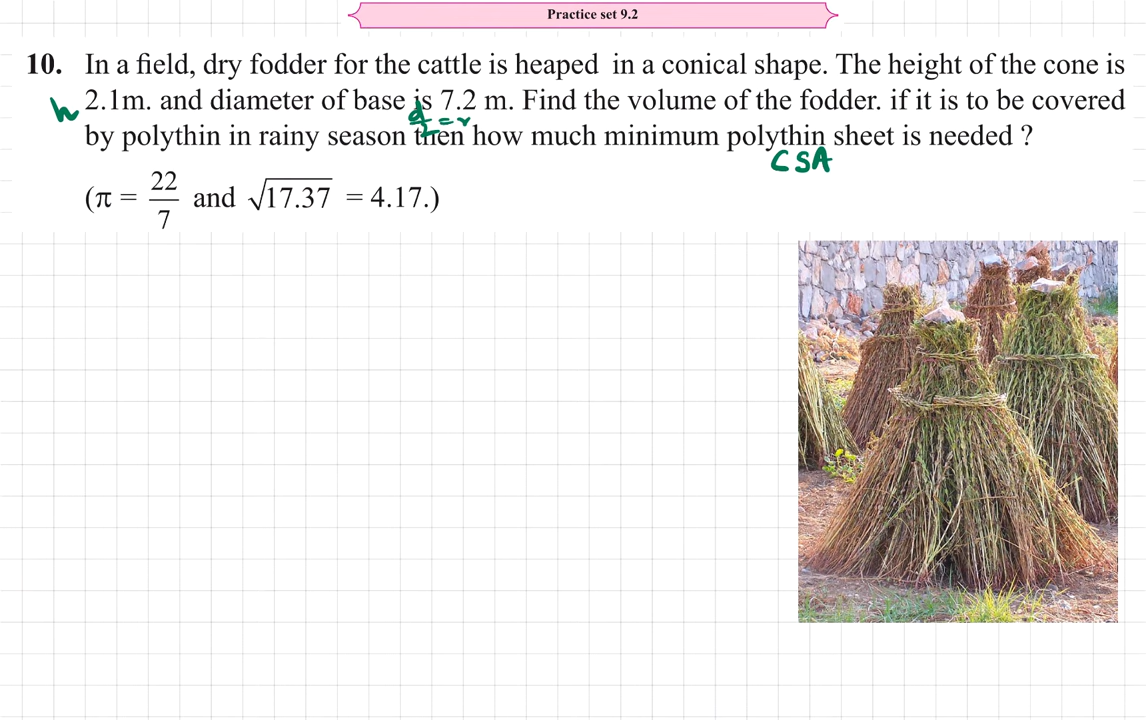 Practice set 9.2
10. In a field, dry fodder for the cattle is heaped in a conical shape. The height of the cone is
h 2.1m. and diameter of base is 7.2 m. Find the volume of the fodder. if it is to be covered
d/2 = r
by polythin in rainy season then how much minimum polythin sheet is needed ?
CSA
(π = 22/7 and √17.37 = 4.17.)